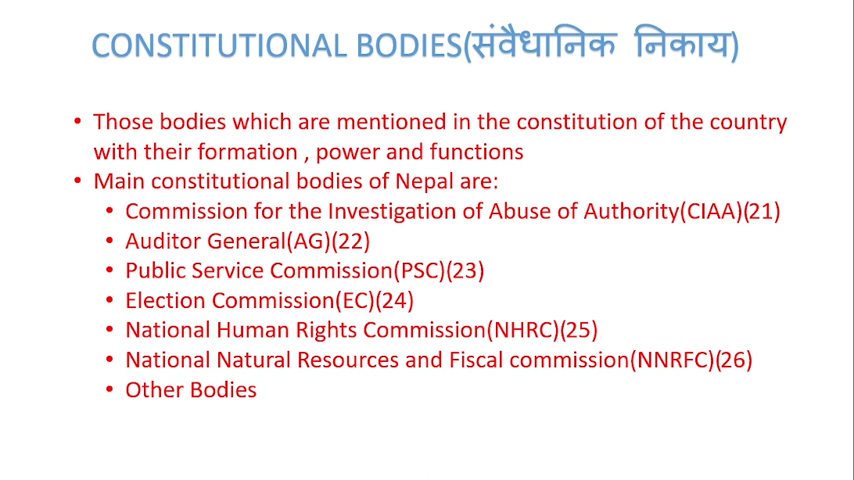 CONSTITUTIONAL BODIES(संवैधानिक निकाय)
• Those bodies which are mentioned in the constitution of the country
with their formation , power and functions
• Main constitutional bodies of Nepal are:
• Commission for the Investigation of Abuse of Authority(CIAA)(21)
• Auditor General(AG)(22)
• Public Service Commission(PSC)(23)
• Election Commission(EC)(24)
• National Human Rights Commission(NHRC)(25)
• National Natural Resources and Fiscal commission(NNRFC)(26)
• Other Bodies